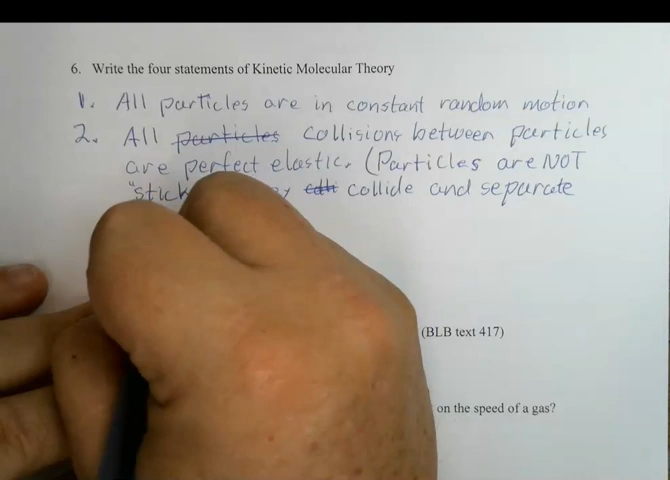 6. Write the four statements of Kinetic Molecular Theory
1. All particles are in constant random motion
2. All particles collisions between particles
are perfect elastic. (Particles are NOT
"stick collide and separate
(BLB text 417)
on the speed of a gas?